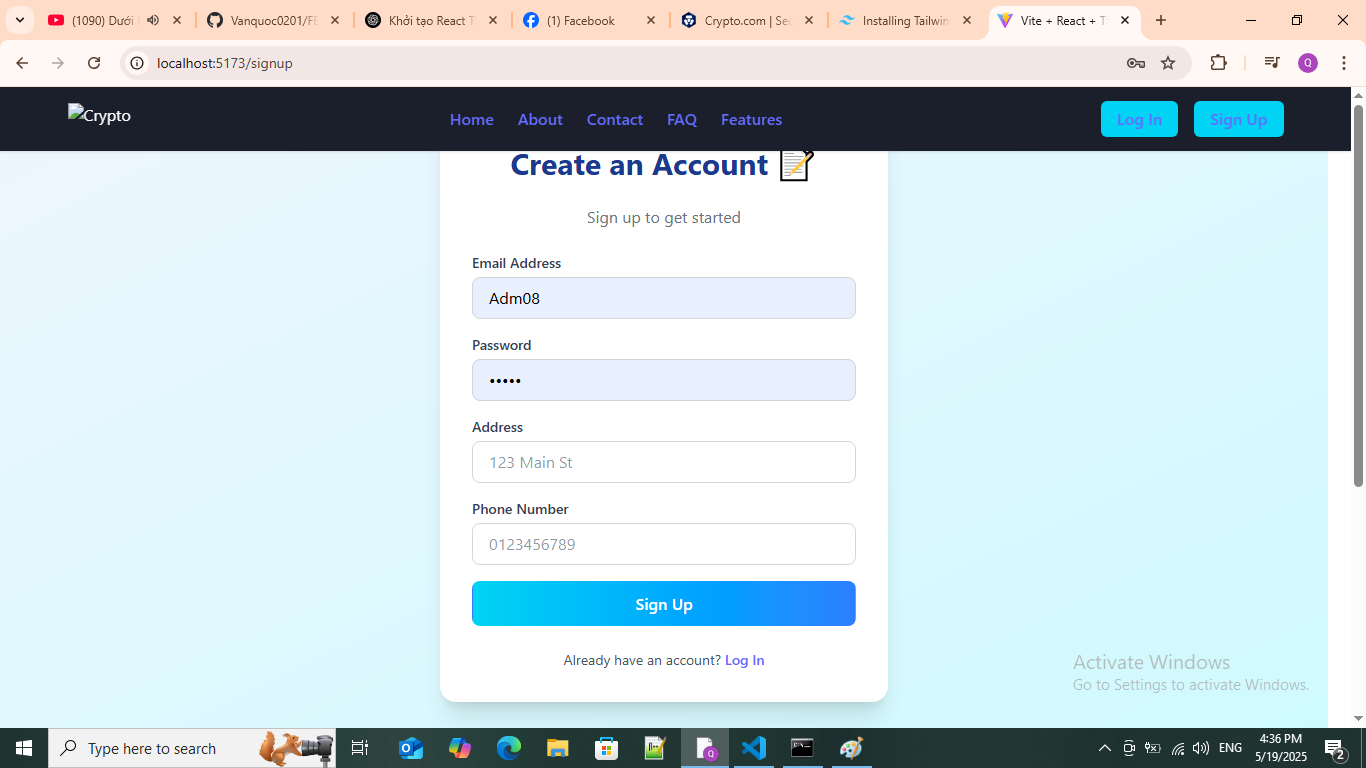 (1090) Dưới
Vanquoc0201/FE
Khởi tạo React T
(1) Facebook
Crypto.com | Sec
Installing Tailwin
Vite + React + T
localhost:5173/signup
Q
Crypto
Home
About
Contact
FAQ
Features
Log In
Sign Up
Create an Account 📝
Sign up to get started
Email Address
Adm08
Password
•••••
Address
123 Main St
Phone Number
0123456789
Sign Up
Already have an account? Log In
Activate Windows
Go to Settings to activate Windows.
Type here to search
ENG
4:36 PM
5/19/2025
2